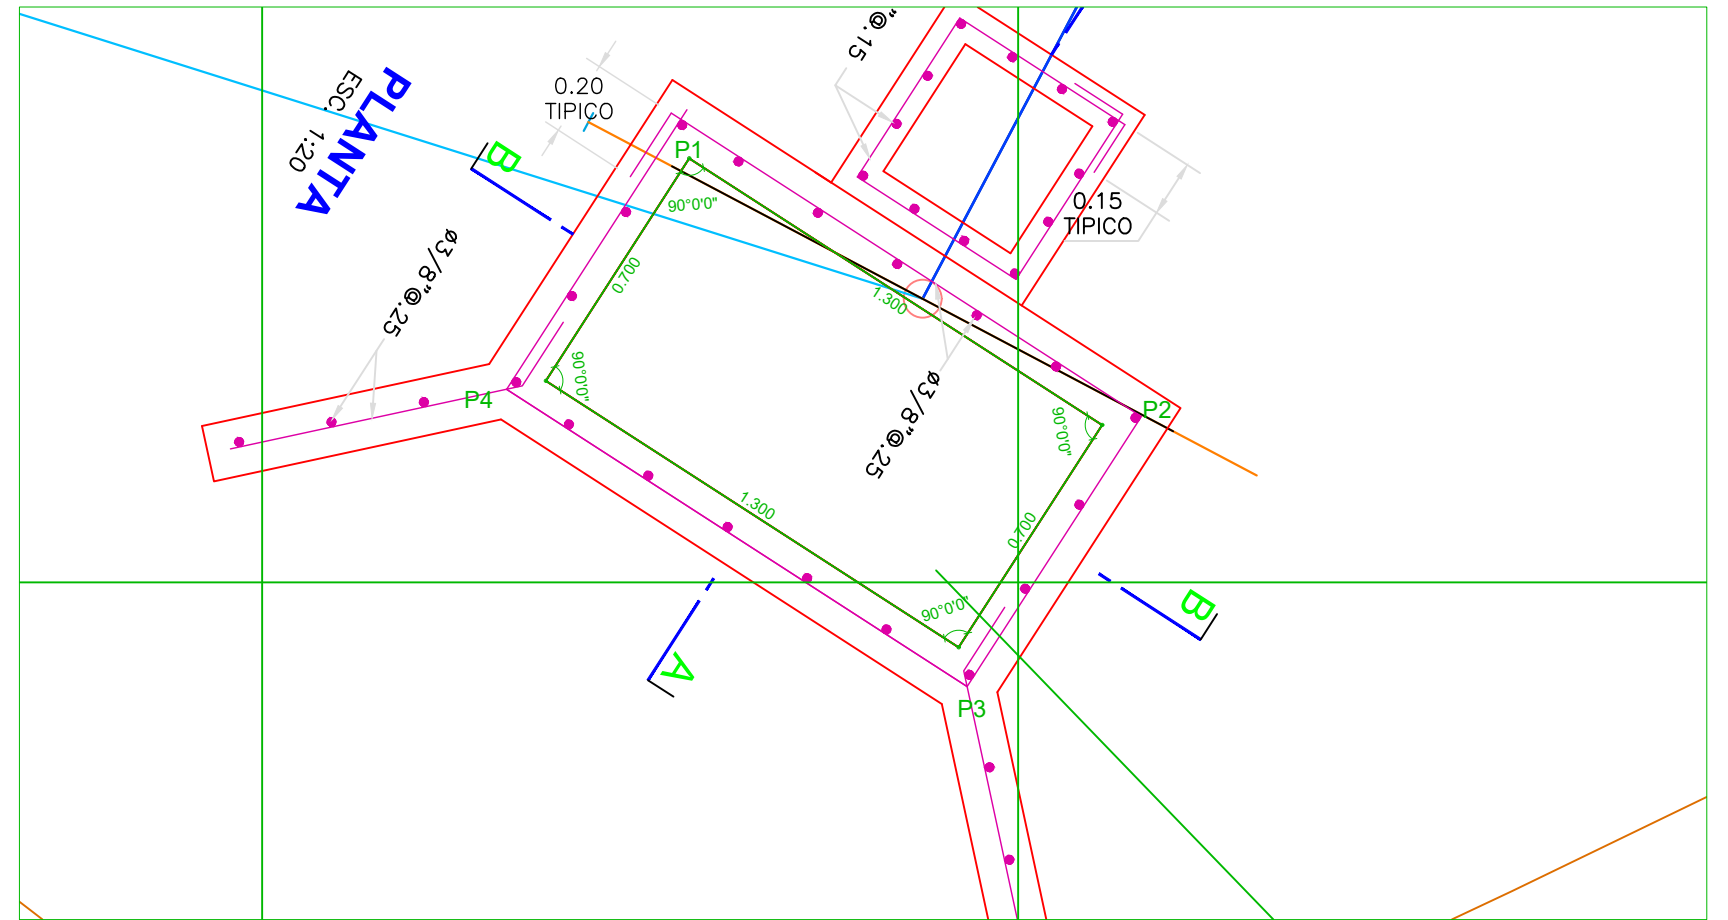 "@.15
0.20
TIPICO
PLANTA
ESC. 1:20
B
P1
90°0'0"
0.15
TIPICO
ø3/8"@.25
0.700
1.300
90°0'0"
P4
ø3/8"@.25
P2
90°0'0"
1.300
0.700
90°0'0"
B
A
P3